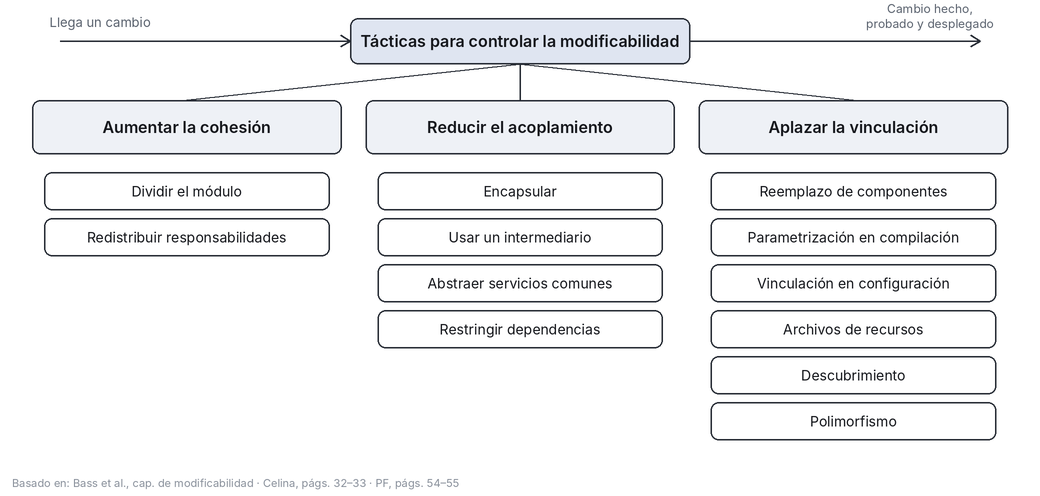 Llega un cambio
Tácticas para controlar la modificabilidad
Cambio hecho,
probado y desplegado
Aumentar la cohesión
Reducir el acoplamiento
Aplazar la vinculación
Dividir el módulo
Redistribuir responsabilidades
Encapsular
Usar un intermediario
Abstraer servicios comunes
Restringir dependencias
Reemplazo de componentes
Parametrización en compilación
Vinculación en configuración
Archivos de recursos
Descubrimiento
Polimorfismo
Basado en: Bass et al., cap. de modificabilidad · Celina, págs. 32–33 · PF, págs. 54–55